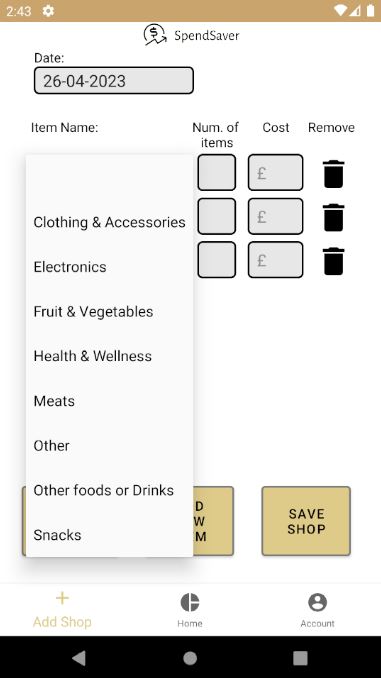 2:43
SpendSaver
Date:
26-04-2023
Item Name:
Num. of
items
Cost
Remove
£
£
£
Clothing & Accessories
Electronics
Fruit & Vegetables
Health & Wellness
Meats
Other
Other foods or Drinks
Snacks
D
W
M
SAVE
SHOP
Add Shop
Home
Account